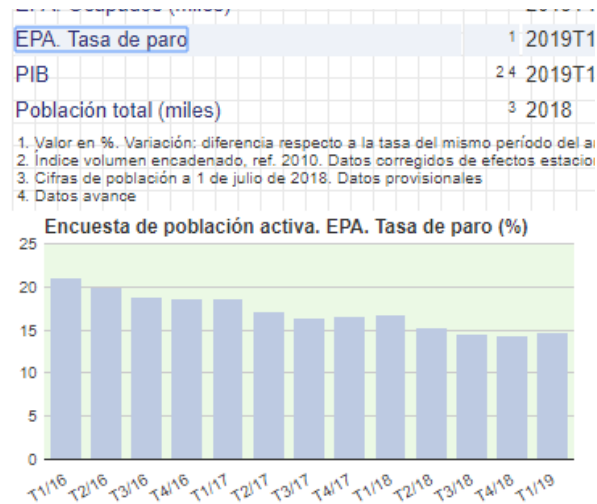 EPA. Tasa de paro 1 2019T1
PIB 2 4 2019T1
Población total (miles) 3 2018
1. Valor en %. Variación: diferencia respecto a la tasa del mismo período del
2. Índice volumen encadenado, ref. 2010. Datos corregidos de efectos
3. Cifras de población a 1 de julio de 2018. Datos provisionales
4. Datos avance
Encuesta de población activa. EPA. Tasa de paro (%)
25
20
15
10
5
0
T1/16 T2/16 T3/16 T4/16 T1/17 T2/17 T3/17 T4/17 T1/18 T2/18 T3/18 T4/18 T1/19